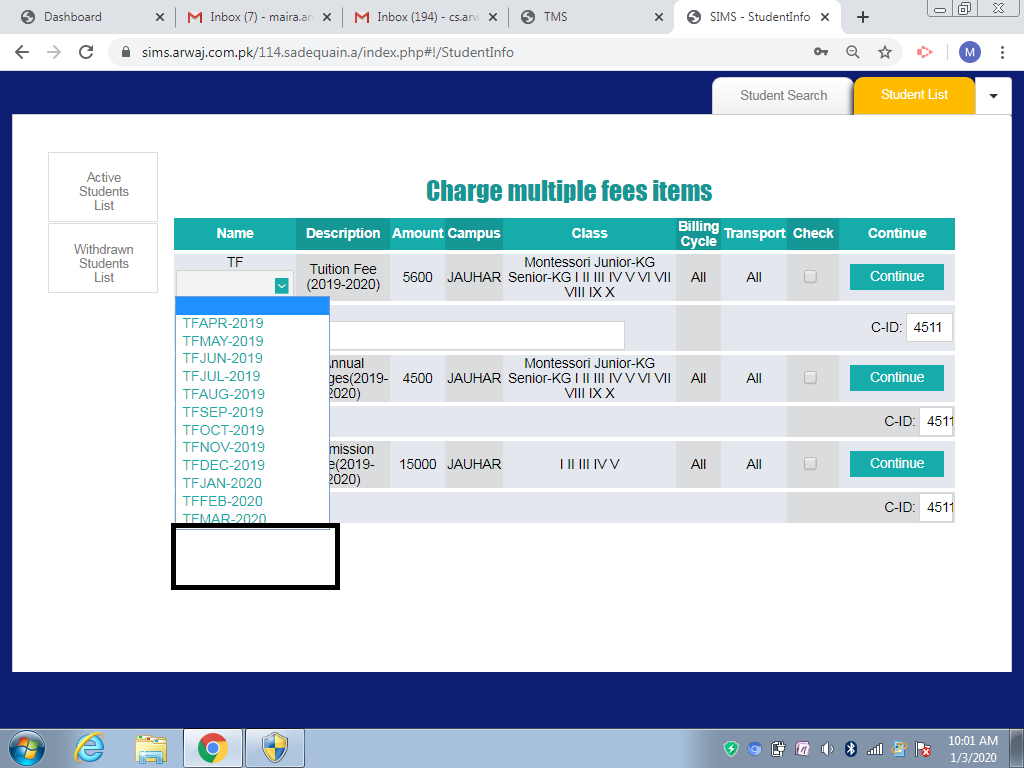 Dashboard
Inbox (7) - maira.ar
Inbox (194) - cs.arw
TMS
SIMS - StudentInfo
sims.arwaj.com.pk/114.sadequain.a/index.php#!/StudentInfo
M
Student Search
Student List
Active
Students
List
Withdrawn
Students
List
Charge multiple fees items
Name Description Amount Campus Class Billing Cycle Transport Check Continue
TF
Tuition Fee
(2019-2020)
5600
JAUHAR
Montessori Junior-KG
Senior-KG I II III IV V VI VII
VIII IX X
All
All
Continue
C-ID: 4511
TFAPR-2019
TFMAY-2019
TFJUN-2019
TFJUL-2019
TFAUG-2019
TFSEP-2019
TFOCT-2019
TFNOV-2019
TFDEC-2019
TFJAN-2020
TFFEB-2020
TFMAR-2020
nnual
ges(2019-
2020)
4500
JAUHAR
Montessori Junior-KG
Senior-KG I II III IV V VI VII
VIII IX X
All
All
Continue
C-ID: 4511
mission
e(2019-
2020)
15000
JAUHAR
I II III IV V
All
All
Continue
C-ID: 4511
10:01 AM
1/3/2020